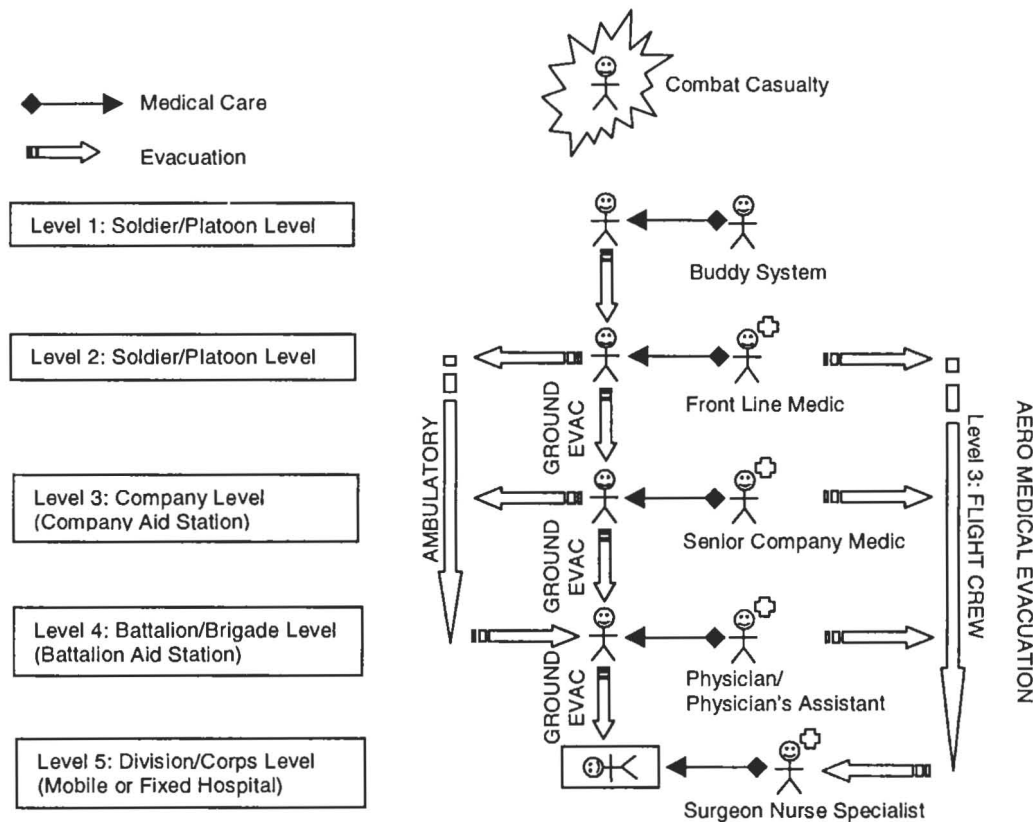 Combat Casualty
Medical Care
Evacuation
Level 1: Soldier/Platoon Level
Buddy System
Level 2: Soldier/Platoon Level
Front Line Medic
GROUND
EVAC
AMBULATORY
Level 3: FLIGHT CREW
AERO MEDICAL EVACUATION
Level 3: Company Level
(Company Aid Station)
Senior Company Medic
GROUND
EVAC
Level 4: Battalion/Brigade Level
(Battalion Aid Station)
Physician/
Physician's Assistant
GROUND
EVAC
Level 5: Division/Corps Level
(Mobile or Fixed Hospital)
Surgeon Nurse Specialist